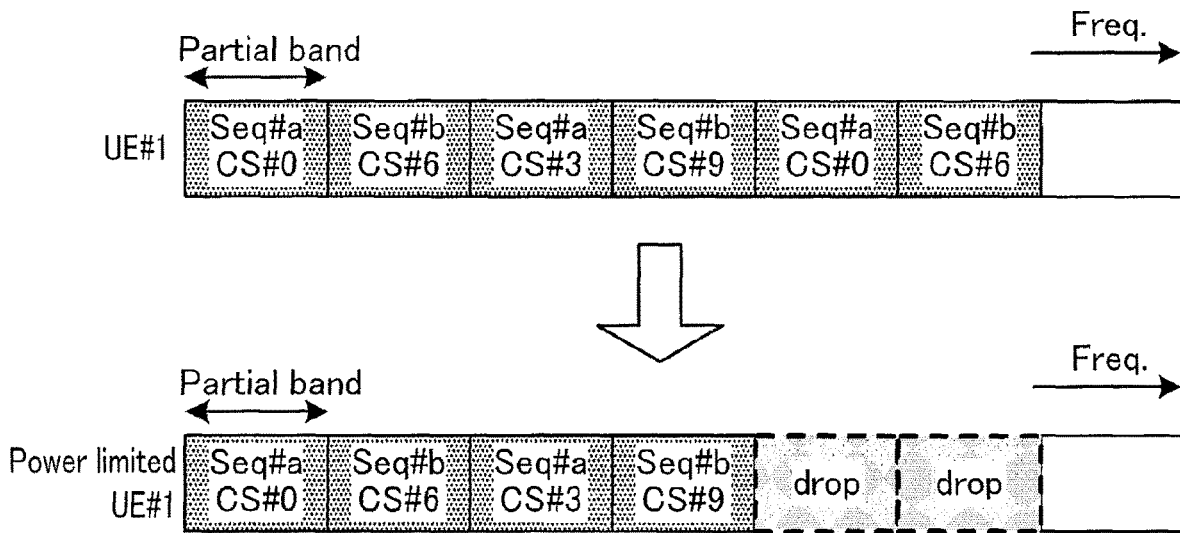 Freq.
Partial band
UE#1
Seq#a Seq#b Seq#a Seq#b Seq#a Seq#b
CS#0 CS#6 CS#3 CS#9 CS#0 CS#6
Freq.
Partial band
Power limited
UE#1
Seq#a Seq#b Seq#a Seq#b
CS#0 CS#6 CS#3 CS#9
drop drop